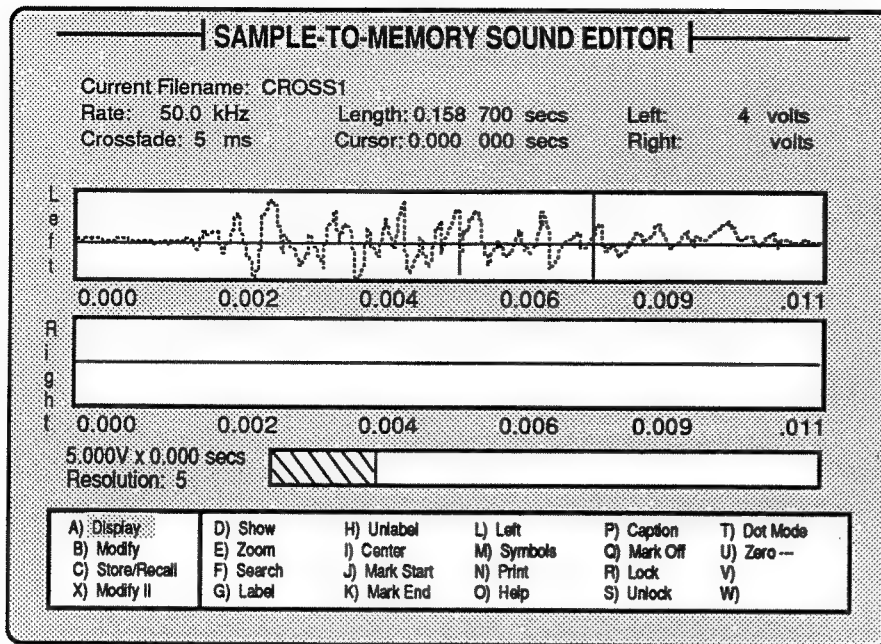 SAMPLE-TO-MEMORY SOUND EDITOR
Current Filename: CROSS1
Rate: 50.0 kHz Length: 0.158 700 secs Left: 4 volts
Crossfade: 5 ms Cursor: 0.000 000 secs Right: volts
Left
0.000 0.002 0.004 0.006 0.009 .011
Right
0.000 0.002 0.004 0.006 0.009 .011
5.000V x 0.000 secs
Resolution: 5
A) Display D) Show H) Unlabel L) Left P) Caption T) Dot Mode
B) Modify E) Zoom I) Center M) Symbols Q) Mark Off U) Zero ---
C) Store/Recall F) Search J) Mark Start N) Print R) Lock V)
X) Modify II G) Label K) Mark End O) Help S) Unlock W)